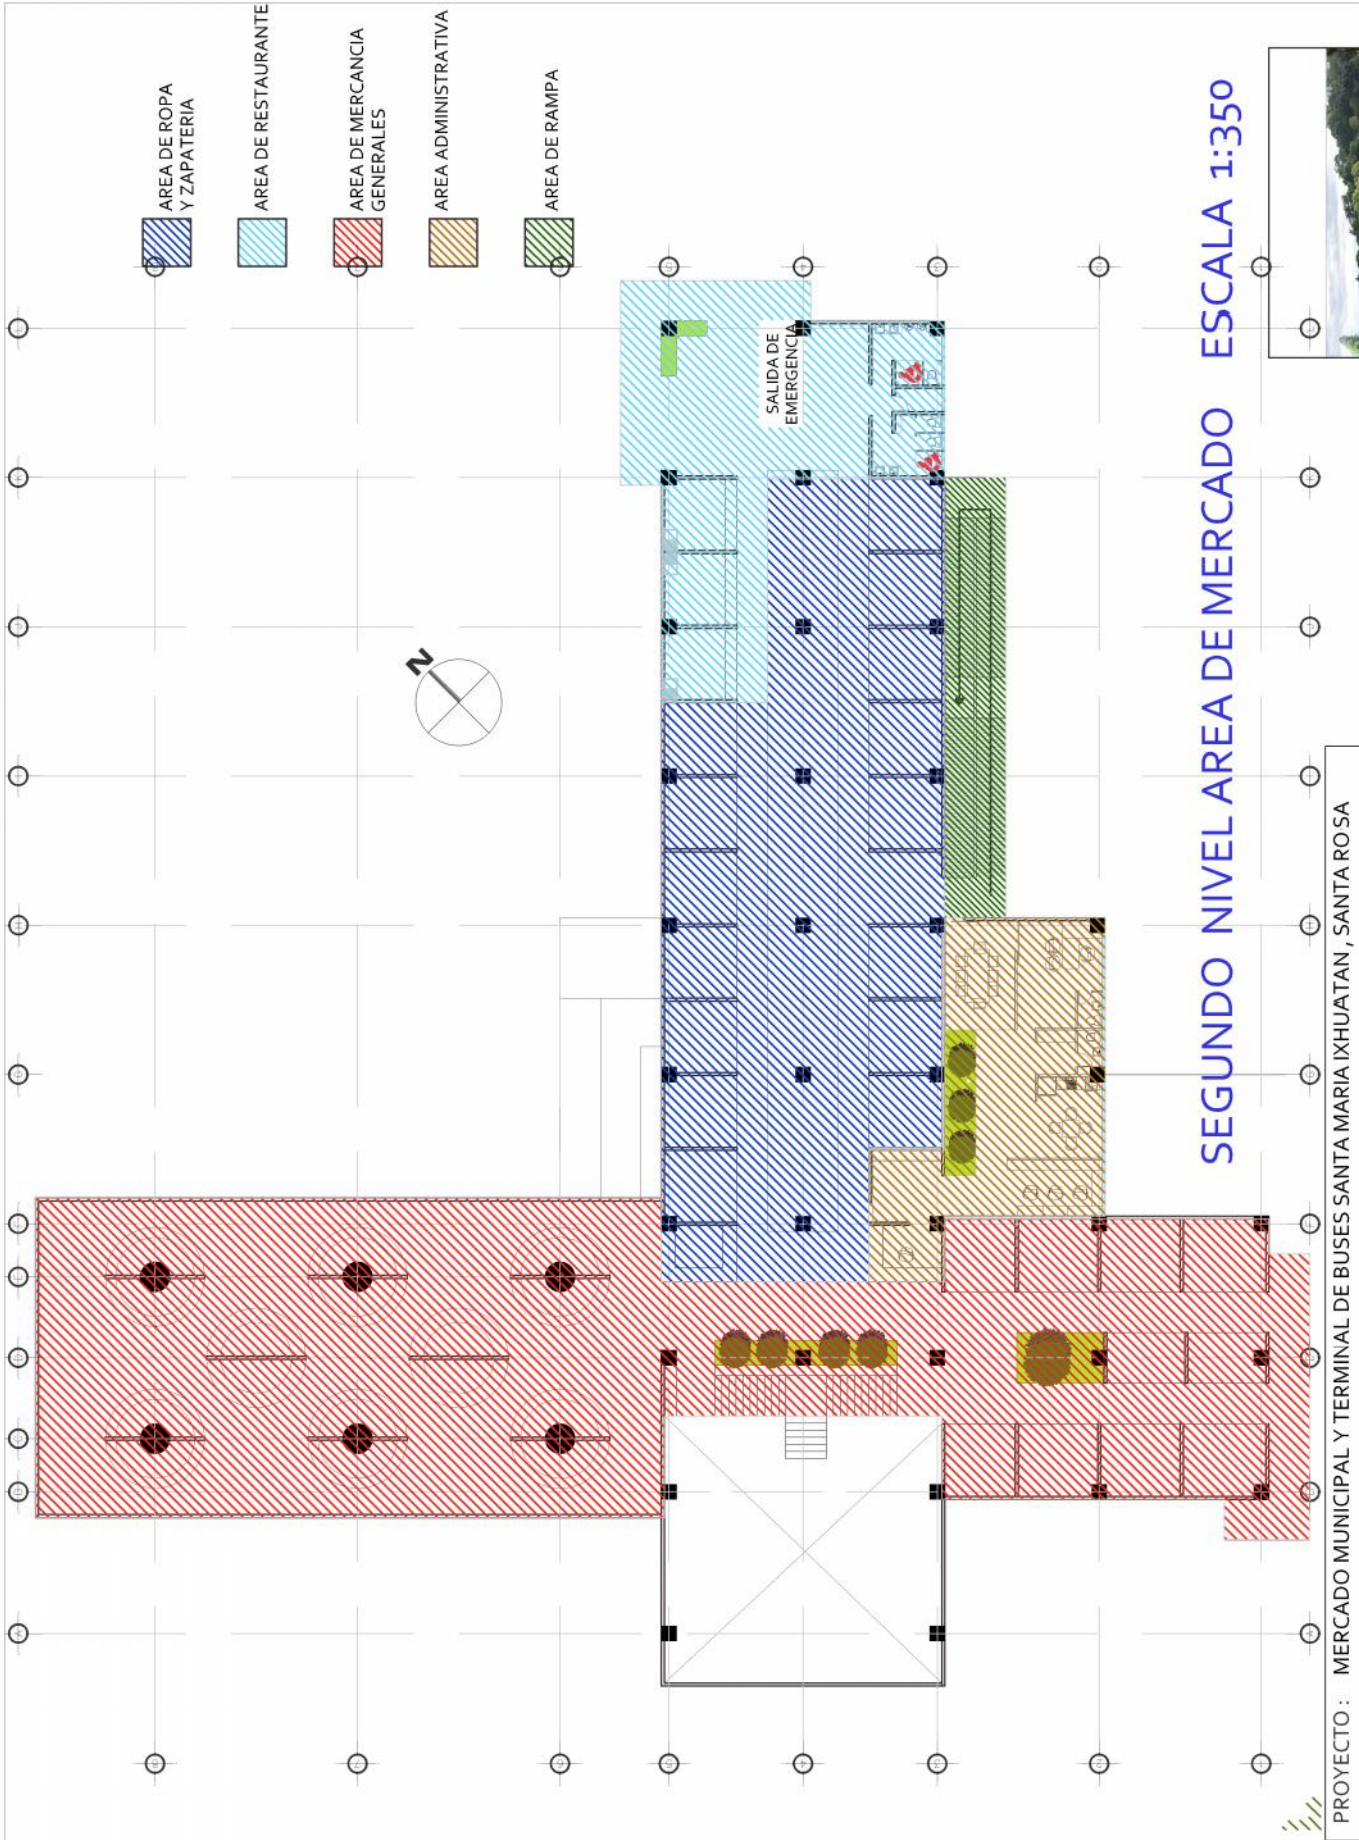 AREA DE ROPA
Y ZAPATERIA
AREA DE RESTAURANTE
AREA DE MERCANCIA
GENERALES
AREA ADMINISTRATIVA
AREA DE RAMPA
N
SALIDA DE
EMERGENCIA
SEGUNDO NIVEL AREA DE MERCADO ESCALA 1:350
PROYECTO : MERCADO MUNICIPAL Y TERMINAL DE BUSES SANTA MARIA IXHUATAN , SANTA ROSA